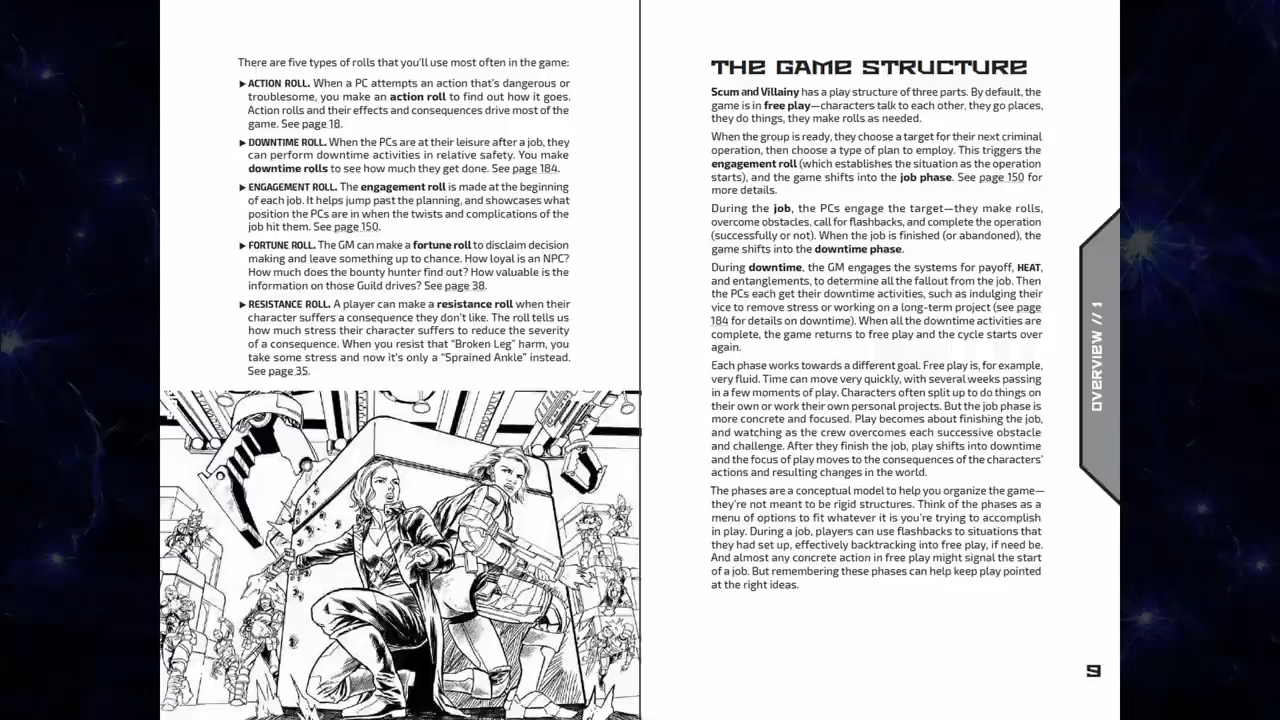 There are five types of rolls that you'll use most often in the game:
▶ ACTION ROLL. When a PC attempts an action that's dangerous or
troublesome, you make an action roll to find out how it goes.
Action rolls and their effects and consequences drive most of the
game. See page 18.
▶ DOWNTIME ROLL. When the PCs are at their leisure after a job, they
can perform downtime activities in relative safety. You make
downtime rolls to see how much they get done. See page 184.
▶ ENGAGEMENT ROLL. The engagement roll is made at the beginning
of each job. It helps jump past the planning, and showcases what
position the PCs are in when the twists and complications of the
job hit them. See page 150.
▶ FORTUNE ROLL. The GM can make a fortune roll to disclaim decision
making and leave something up to chance. How loyal is an NPC?
How much does the bounty hunter find out? How valuable is the
information on those Guild drives? See page 38.
▶ RESISTANCE ROLL. A player can make a resistance roll when their
character suffers a consequence they don't like. The roll tells us
how much stress their character suffers to reduce the severity
of a consequence. When you resist that “Broken Leg” harm, you
take some stress and now it's only a “Sprained Ankle” instead.
See page 35.
THE GAME STRUCTURE
Scum and Villainy has a play structure of three parts. By default, the
game is in free play—characters talk to each other, they go places,
they do things, they make rolls as needed.
When the group is ready, they choose a target for their next criminal
operation, then choose a type of plan to employ. This triggers the
engagement roll (which establishes the situation as the operation
starts), and the game shifts into the job phase. See page 150 for
more details.
During the job, the PCs engage the target—they make rolls,
overcome obstacles, call for flashbacks, and complete the operation
(successfully or not). When the job is finished (or abandoned), the
game shifts into the downtime phase.
During downtime, the GM engages the systems for payoff, HEAT,
and entanglements, to determine all the fallout from the job. Then
the PCs each get their downtime activities, such as indulging their
vice to remove stress or working on a long-term project (see page
184 for details on downtime). When all the downtime activities are
complete, the game returns to free play and the cycle starts over
again.
Each phase works towards a different goal. Free play is, for example,
very fluid. Time can move very quickly, with several weeks passing
in a few moments of play. Characters often split up to do things on
their own or work their own personal projects. But the job phase is
more concrete and focused. Play becomes about finishing the job,
and watching as the crew overcomes each successive obstacle
and challenge. After they finish the job, play shifts into downtime
and the focus of play moves to the consequences of the characters'
actions and resulting changes in the world.
The phases are a conceptual model to help you organize the game—
they're not meant to be rigid structures. Think of the phases as a
menu of options to fit whatever it is you're trying to accomplish
in play. During a job, players can use flashbacks to situations that
they had set up, effectively backtracking into free play, if need be.
And almost any concrete action in free play might signal the start
of a job. But remembering these phases can help keep play pointed
at the right ideas.
OVERVIEW // 1
9